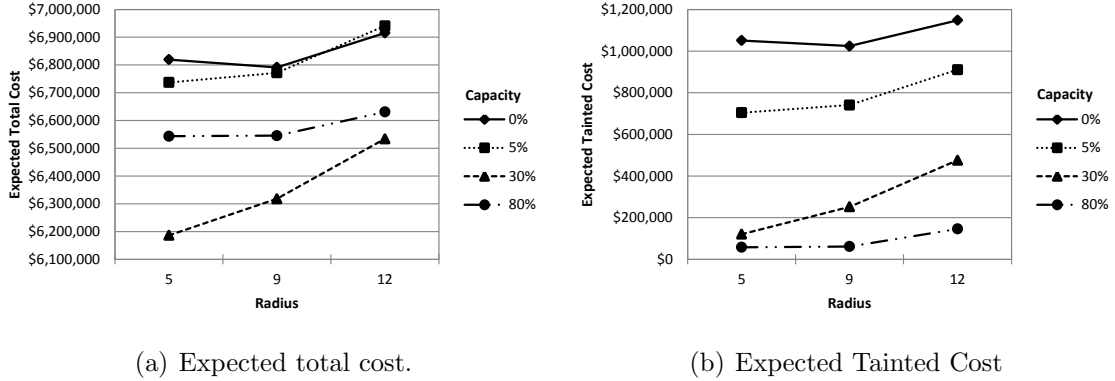 $7,000,000
$6,900,000
$6,800,000
$6,700,000
$6,600,000
$6,500,000
$6,400,000
$6,300,000
$6,200,000
$6,100,000
Expected Total Cost
5 9 12
Radius
Capacity
0%
5%
30%
80%
(a) Expected total cost.
$1,200,000
$1,000,000
$800,000
$600,000
$400,000
$200,000
$0
Expected Tainted Cost
5 9 12
Radius
Capacity
0%
5%
30%
80%
(b) Expected Tainted Cost